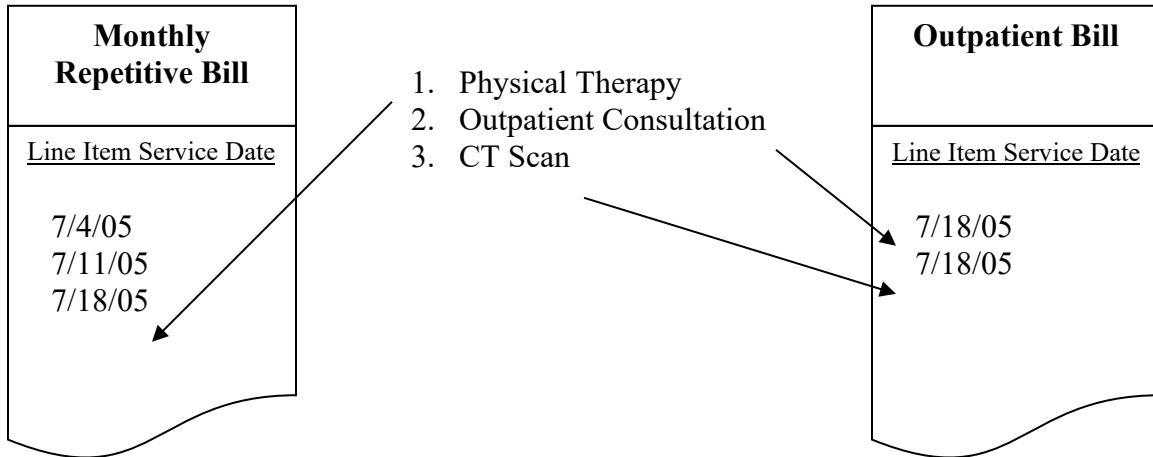 Monthly
Repetitive Bill
Line Item Service Date
7/4/05
7/11/05
7/18/05
1. Physical Therapy
2. Outpatient Consultation
3. CT Scan
Outpatient Bill
Line Item Service Date
7/18/05
7/18/05